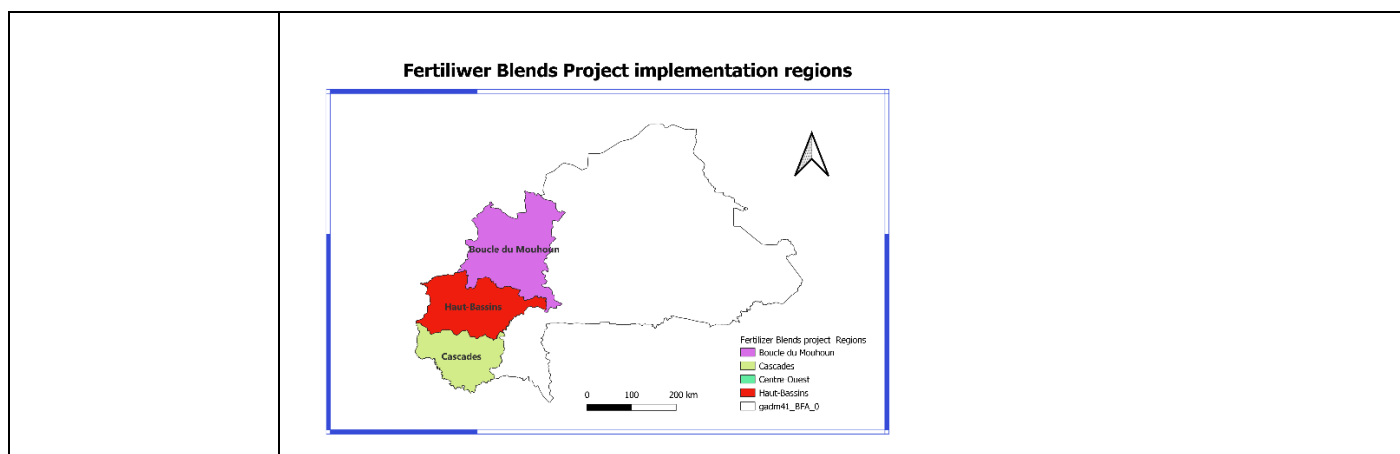 Fertiliwer Blends Project implementation regions
Boucle du Mouhoun
Haut-Bassins
Cascades
Fertilizer Blends project Regions
Boucle du Mouhoun
Cascades
Centre Ouest
Haut-Bassins
gadm41_BFA_0
0 100 200 km